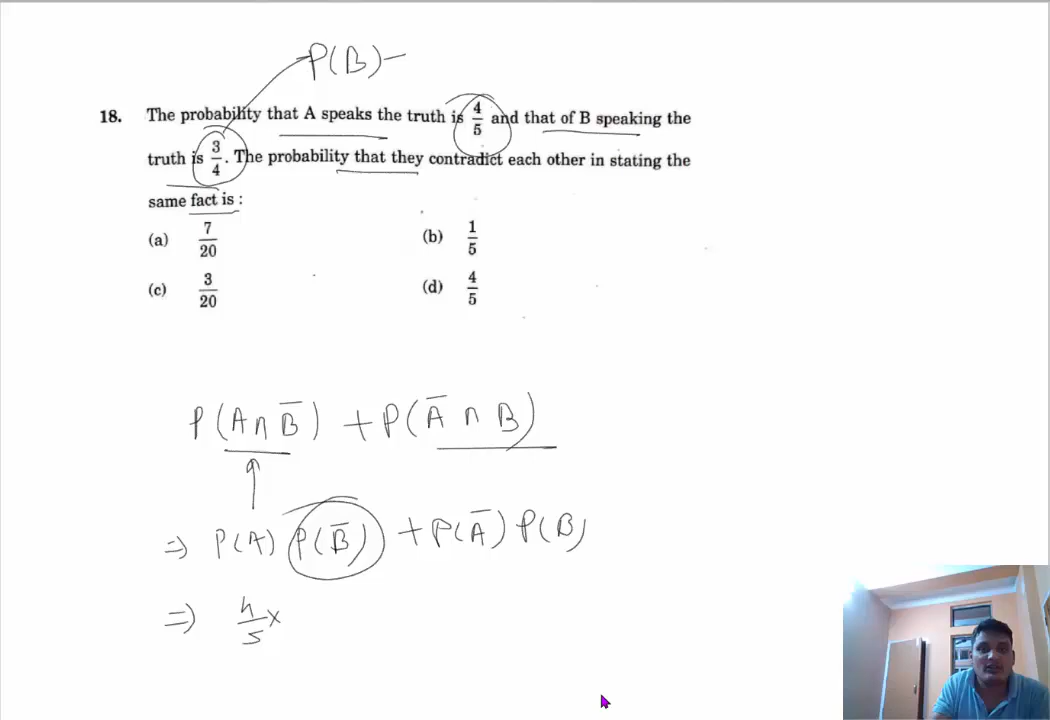 P(B)-
18. The probability that A speaks the truth is 4/5 and that of B speaking the
truth is 3/4. The probability that they contradict each other in stating the
same fact is :
(a) 7/20 (b) 1/5
(c) 3/20 (d) 4/5
P(A∩B̅) + P(A̅ ∩ B)
⇒ P(A) P(B̅) + P(A̅) P(B)
⇒ 4/5 ×